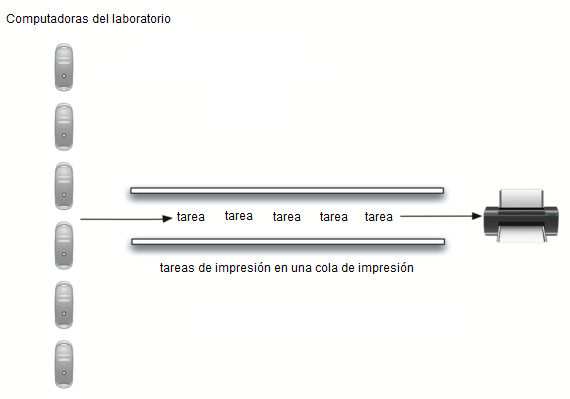 Computadoras del laboratorio
tarea tarea tarea tarea tarea
tareas de impresión en una cola de impresión